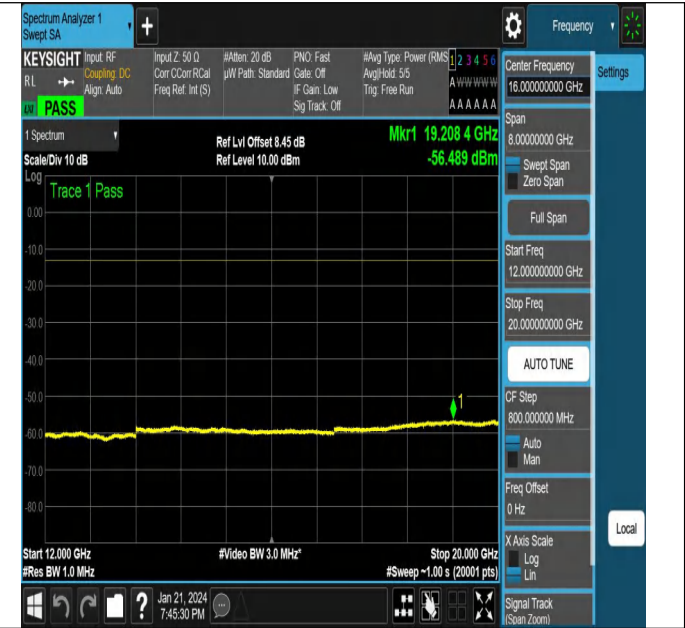 Spectrum Analyzer 1
Swept SA
+
Frequency
KEYSIGHT
RL
Input: RF
Coupling: DC
Align: Auto
Input Z: 50 Ω
Corr CCorr RCal
Freq Ref: Int (S)
#Atten: 20 dB
µW Path: Standard
PNO: Fast
Gate: Off
IF Gain: Low
Sig Track: Off
#Avg Type: Power (RMS
Avg|Hold: 5/5
Trig: Free Run
1 2 3 4 5 6
A W W W W W
A A A A A A
PASS
Center Frequency
16.000000000 GHz
Settings
1 Spectrum
Scale/Div 10 dB
Ref Lvl Offset 8.45 dB
Ref Level 10.00 dBm
Mkr1 19.208 4 GHz
-56.489 dBm
Span
8.00000000 GHz
Swept Span
Zero Span
Full Span
Start Freq
12.000000000 GHz
Stop Freq
20.000000000 GHz
AUTO TUNE
CF Step
800.000000 MHz
Auto
Man
Freq Offset
0 Hz
X Axis Scale
Log
Lin
Signal Track
(Span Zoom)
Local
Log
Trace 1 Pass
0.00
-10.0
-20.0
-30.0
-40.0
-50.0
-60.0
-70.0
-80.0
1
Start 12.000 GHz
#Res BW 1.0 MHz
#Video BW 3.0 MHz*
Stop 20.000 GHz
#Sweep ~1.00 s (20001 pts)
?
Jan 21, 2024
7:45:30 PM